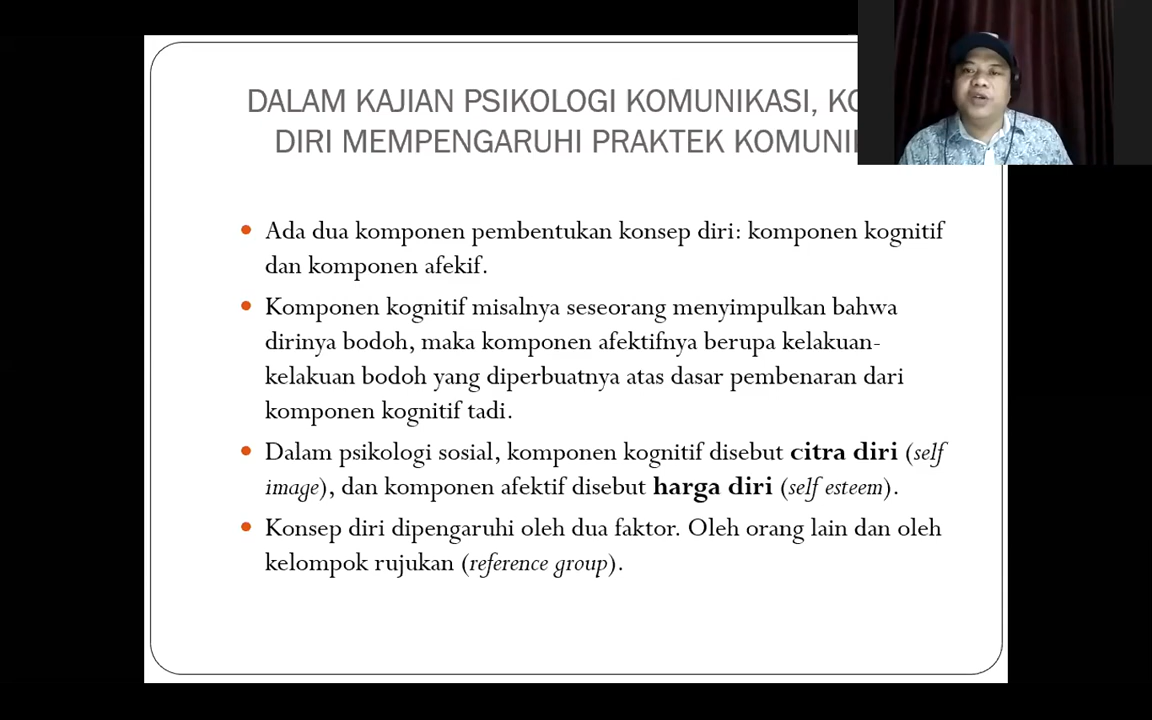 DALAM KAJIAN PSIKOLOGI KOMUNIKASI,
DIRI MEMPENGARUHI PRAKTEK
• Ada dua komponen pembentukan konsep diri: komponen kognitif
dan komponen afekif.
• Komponen kognitif misalnya seseorang menyimpulkan bahwa
dirinya bodoh, maka komponen afektifnya berupa kelakuan-
kelakuan bodoh yang diperbuatnya atas dasar pembenaran dari
komponen kognitif tadi.
• Dalam psikologi sosial, komponen kognitif disebut citra diri (self
image), dan komponen afektif disebut harga diri (self esteem).
• Konsep diri dipengaruhi oleh dua faktor. Oleh orang lain dan oleh
kelompok rujukan (reference group).